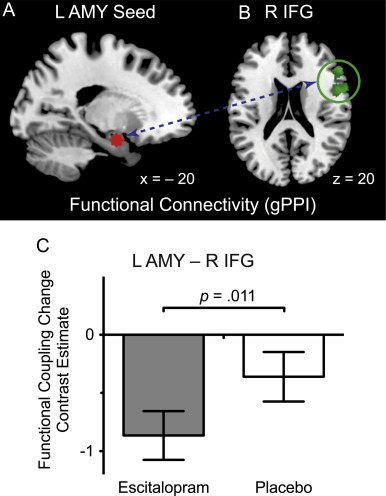 A L AMY Seed B R IFG
x = – 20 z = 20
Functional Connectivity (gPPI)
C
L AMY – R IFG
p = .011
Functional Coupling Change
Contrast Estimate
0
-1
Escitalopram Placebo